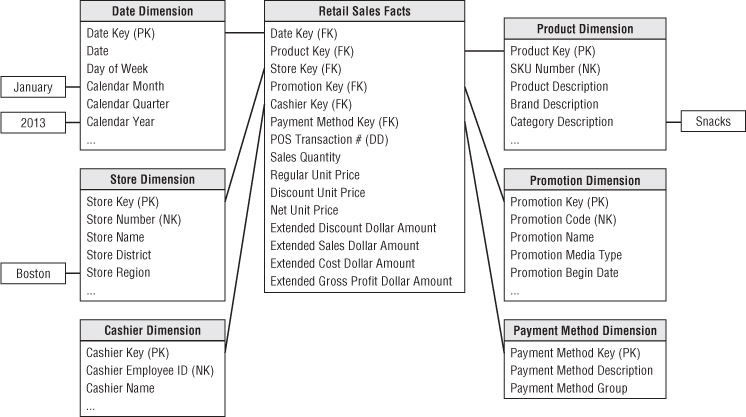 Date Dimension
Date Key (PK)
Date
Day of Week
Calendar Month
Calendar Quarter
Calendar Year
...
January
2013
Store Dimension
Store Key (PK)
Store Number (NK)
Store Name
Store District
Store Region
...
Boston
Cashier Dimension
Cashier Key (PK)
Cashier Employee ID (NK)
Cashier Name
...
Retail Sales Facts
Date Key (FK)
Product Key (FK)
Store Key (FK)
Promotion Key (FK)
Cashier Key (FK)
Payment Method Key (FK)
POS Transaction # (DD)
Sales Quantity
Regular Unit Price
Discount Unit Price
Net Unit Price
Extended Discount Dollar Amount
Extended Sales Dollar Amount
Extended Cost Dollar Amount
Extended Gross Profit Dollar Amount
Product Dimension
Product Key (PK)
SKU Number (NK)
Product Description
Brand Description
Category Description
...
Snacks
Promotion Dimension
Promotion Key (PK)
Promotion Code (NK)
Promotion Name
Promotion Media Type
Promotion Begin Date
...
Payment Method Dimension
Payment Method Key (PK)
Payment Method Description
Payment Method Group